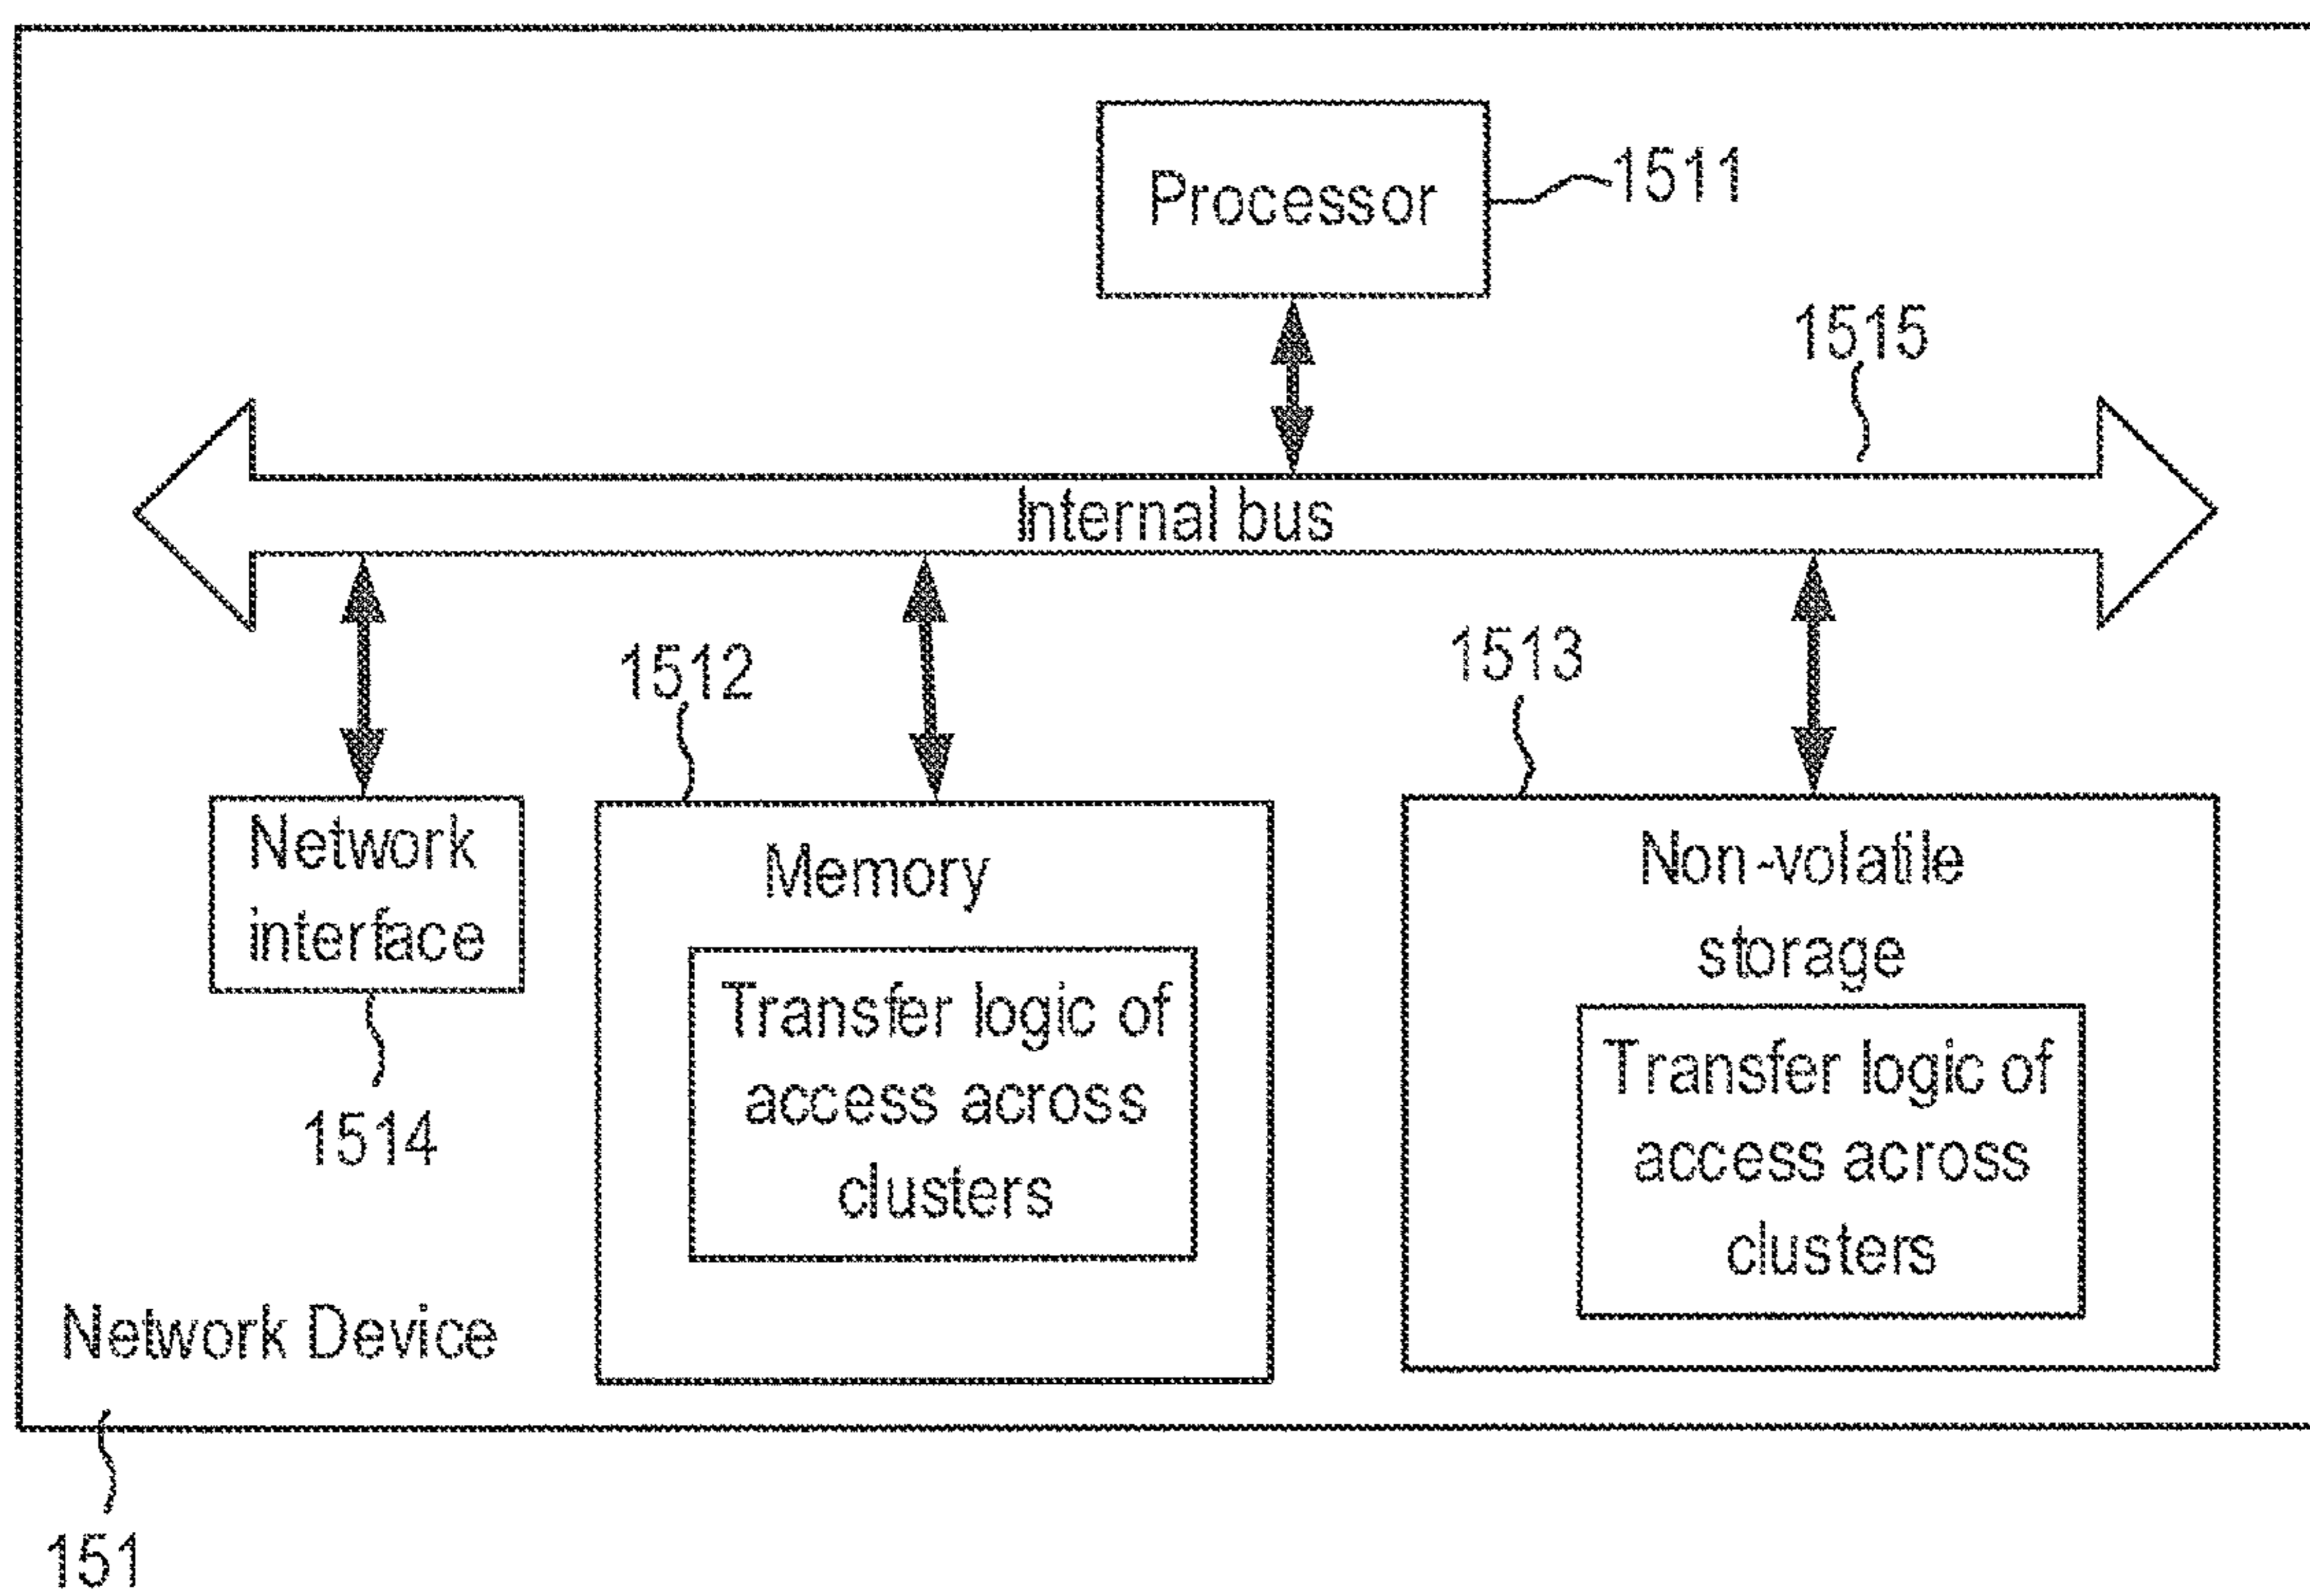 Processor
1511
1515
Internal bus
1512
1513
Network
interface
1514
Memory
Transfer logic of
access across
clusters
Non-volatile
storage
Transfer logic of
access across
clusters
Network Device
151